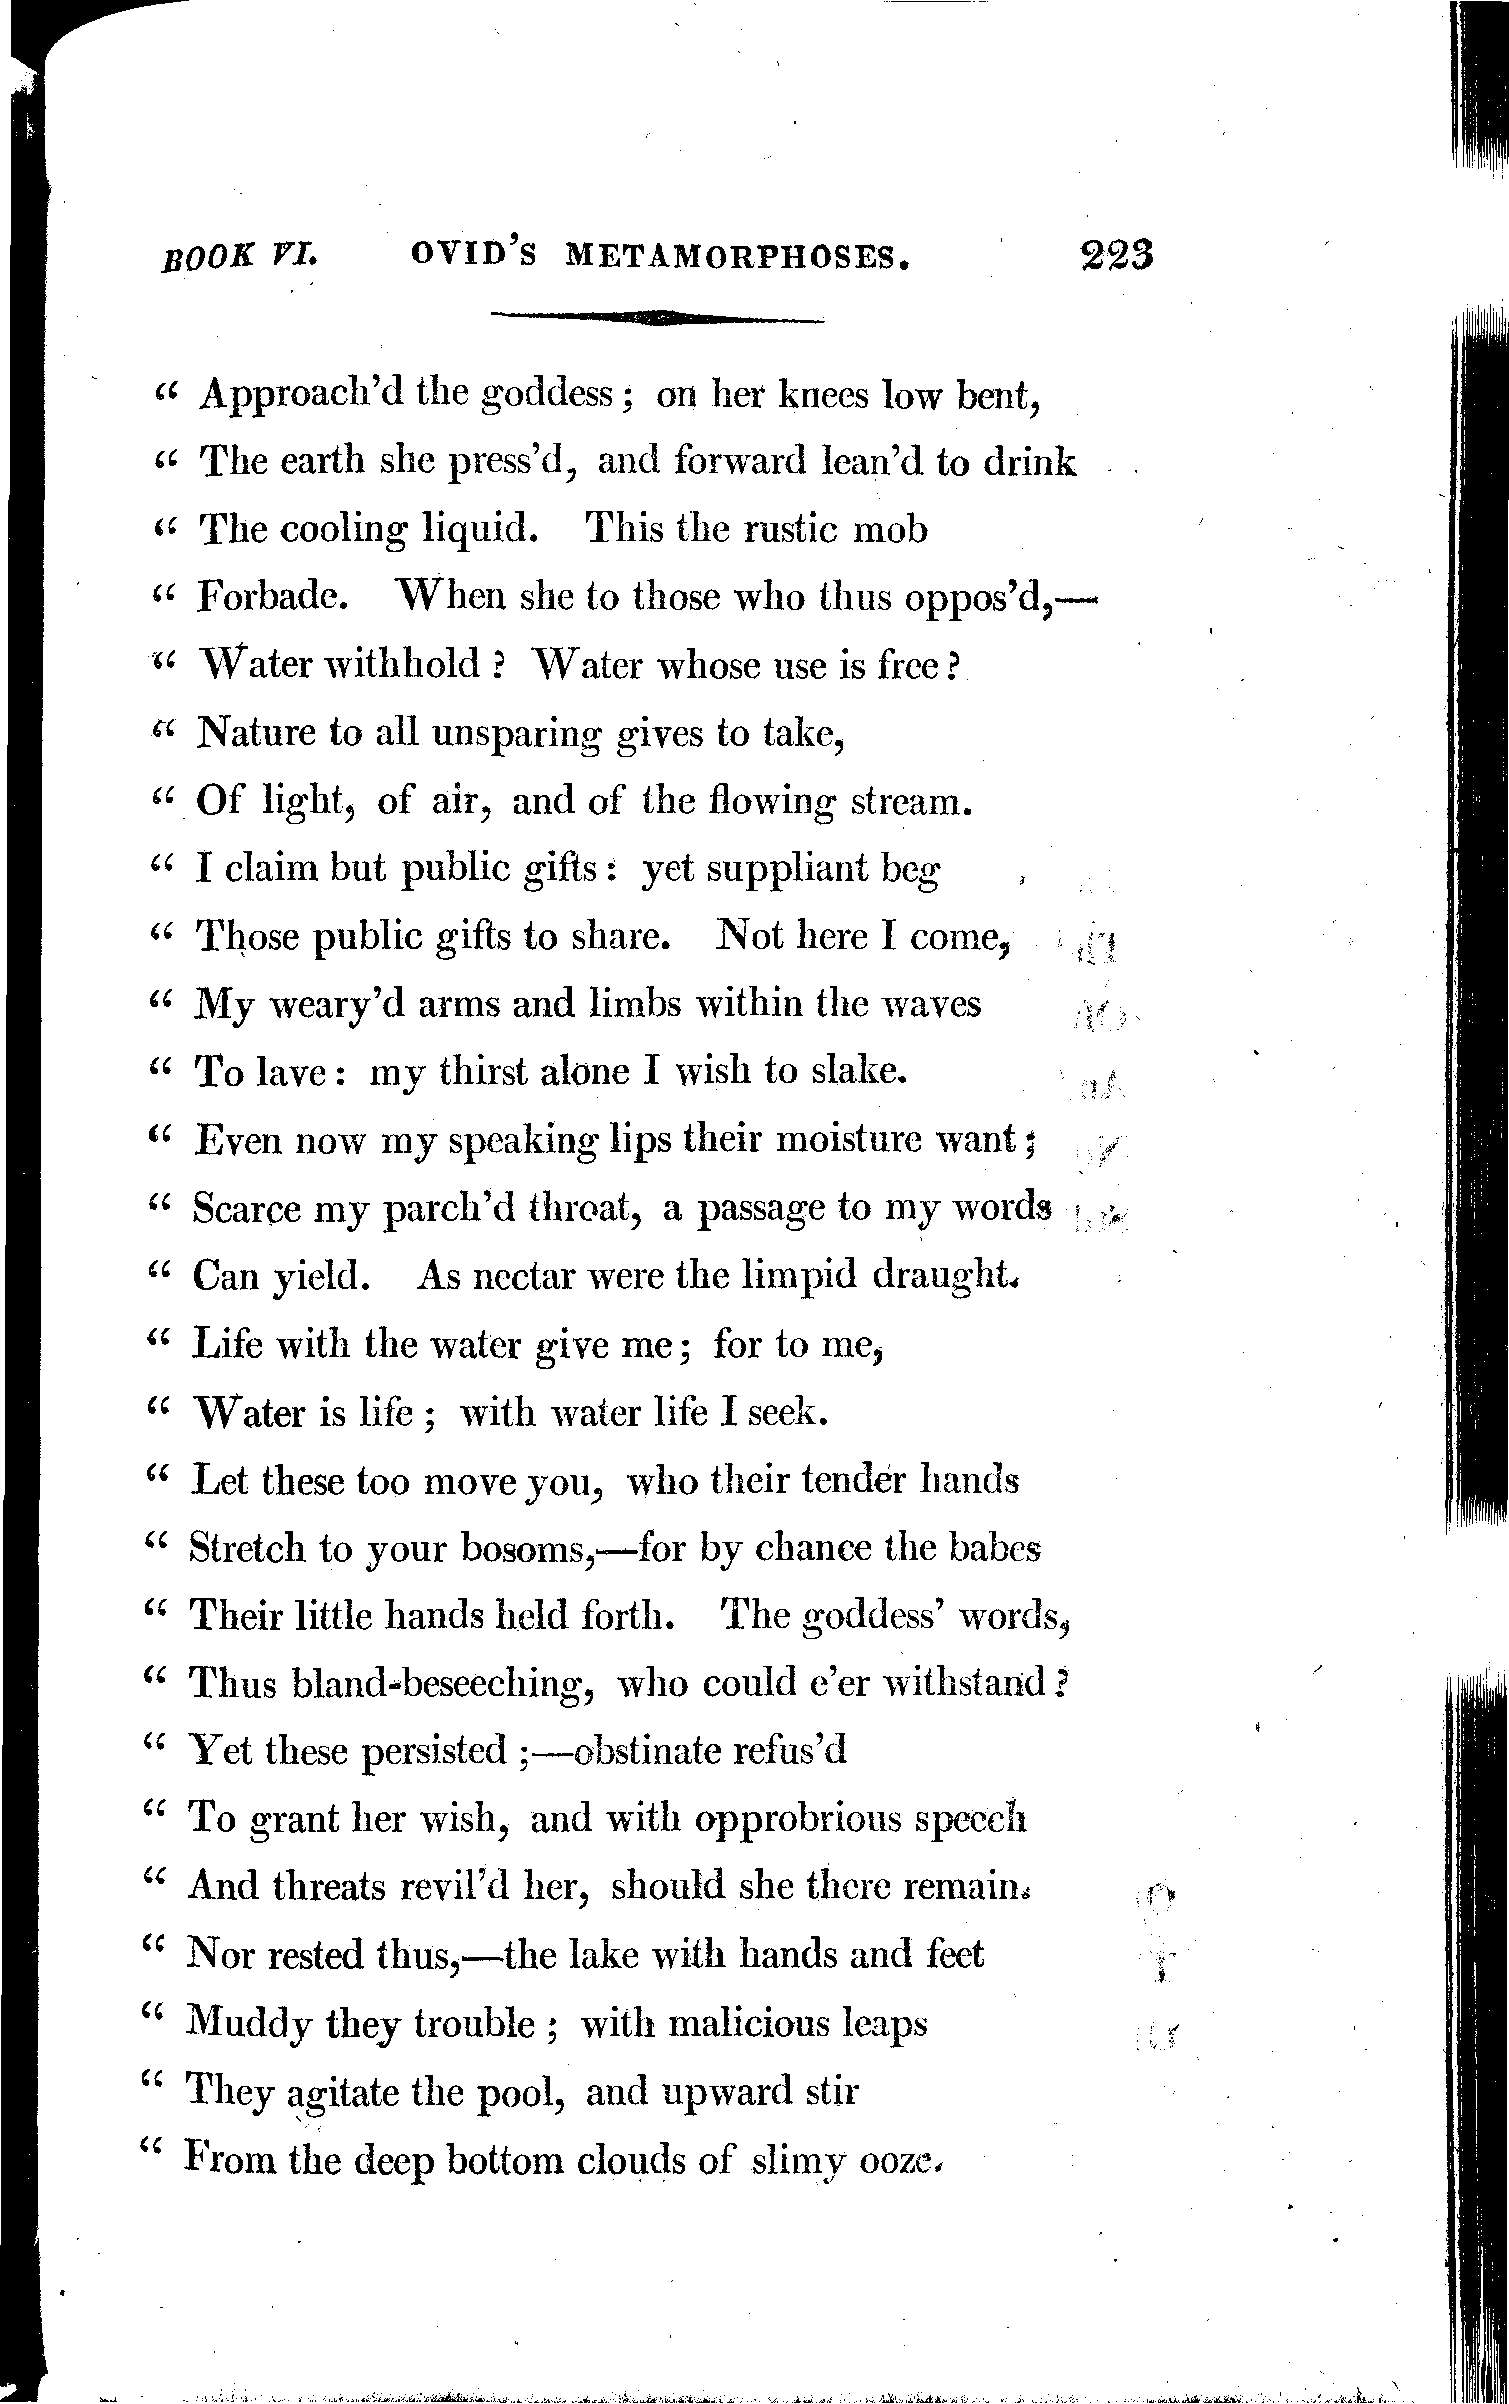 BOOK VI. OVID'S METAMORPHOSES. 223
“ Approach'd the goddess ; on her knees low bent,
“ The earth she press'd, and forward lean'd to drink
“ The cooling liquid. This the rustic mob
“ Forbade. When she to those who thus oppos'd,—
“ Water withhold ? Water whose use is free ?
“ Nature to all unsparing gives to take,
“ Of light, of air, and of the flowing stream.
“ I claim but public gifts : yet suppliant beg
“ Those public gifts to share. Not here I come,
“ My weary'd arms and limbs within the waves
“ To lave : my thirst alone I wish to slake.
“ Even now my speaking lips their moisture want ;
“ Scarce my parch'd throat, a passage to my words
“ Can yield. As nectar were the limpid draught.
“ Life with the water give me ; for to me,
“ Water is life ; with water life I seek.
“ Let these too move you, who their tender hands
“ Stretch to your bosoms,—for by chance the babes
“ Their little hands held forth. The goddess' words,
“ Thus bland-beseeching, who could e'er withstand ?
“ Yet these persisted ;—obstinate refus'd
“ To grant her wish, and with opprobrious speech
“ And threats revil'd her, should she there remain.
“ Nor rested thus,—the lake with hands and feet
“ Muddy they trouble ; with malicious leaps
“ They agitate the pool, and upward stir
“ From the deep bottom clouds of slimy ooze.